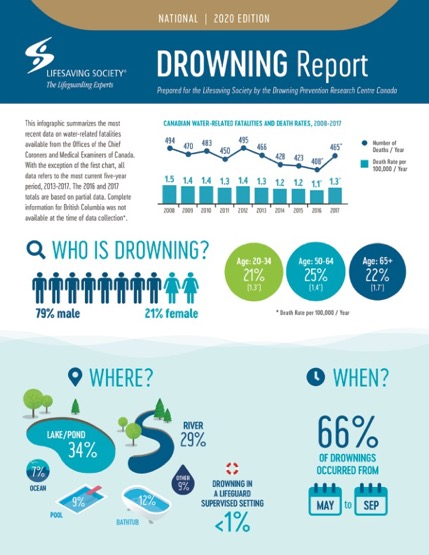 NATIONAL | 2020 EDITION
LIFESAVING SOCIETY®
The Lifeguarding Experts
DROWNING Report
Prepared for the Lifesaving Society by the Drowning Prevention Research Centre Canada
This infographic summarizes the most
recent data on water-related fatalities
available from the Offices of the Chief
Coroners and Medical Examiners of Canada.
With the exception of the first chart, all
data refers to the most current five-year
period, 2013-2017. The 2016 and 2017
totals are based on partial data. Complete
information for British Columbia was not
available at the time of data collection*.
CANADIAN WATER-RELATED FATALITIES AND DEATH RATES, 2008-2017
494 470 483 450 495 466 428 423 408* 465*
1.5 1.4 1.4 1.3 1.4 1.3 1.2 1.2 1.1* 1.3*
2008 2009 2010 2011 2012 2013 2014 2015 2016 2017
Number of
Deaths / Year
Death Rate per
100,000 / Year
WHO IS DROWNING?
79% male
21% female
Age: 20-34
21%
(1.3*)
Age: 50-64
25%
(1.4*)
Age: 65+
22%
(1.7*)
* Death Rate per 100,000 / Year
WHERE?
LAKE/POND
34%
RIVER
29%
7%
OCEAN
9%
POOL
12%
BATHTUB
OTHER
9%
DROWNING IN
A LIFEGUARD
SUPERVISED SETTING
<1%
WHEN?
66%
OF DROWNINGS
OCCURRED FROM
MAY to SEP